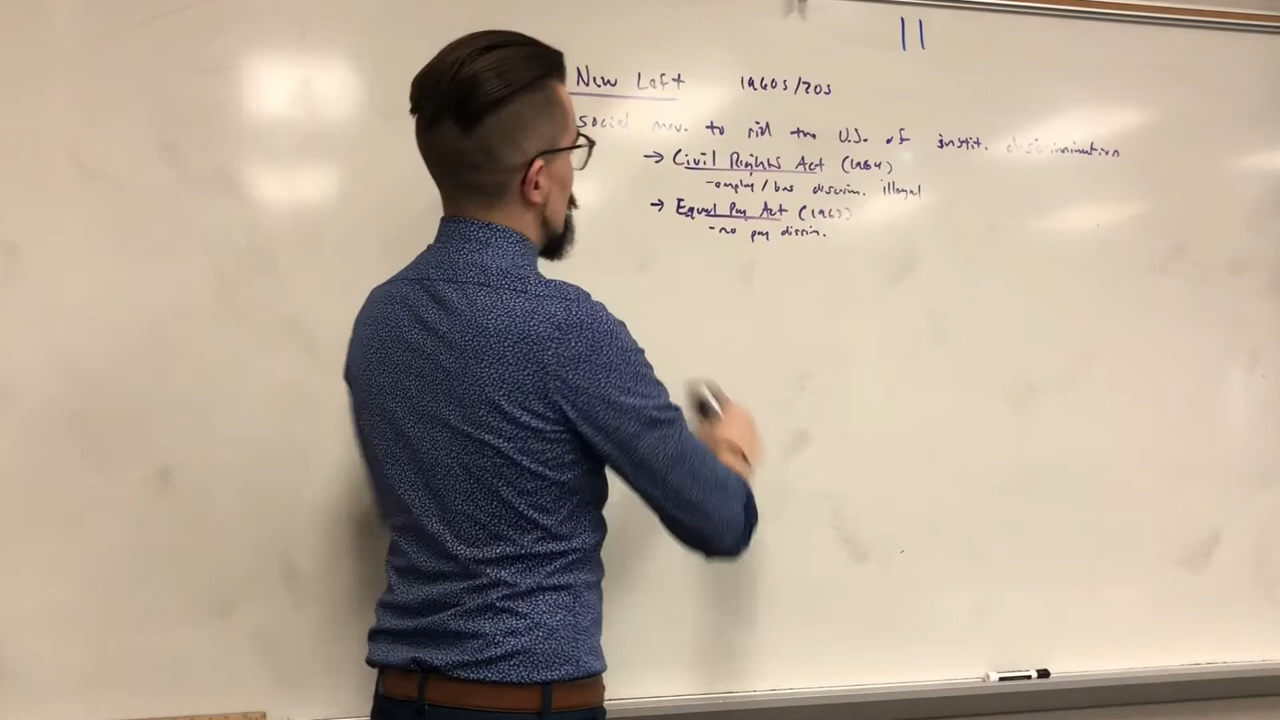 11
New Left 1960s/70s
social mov. to rid the U.S. of instit. discrimination
→ Civil Rights Act (1964)
- employ / bus discrim. illegal
→ Equal Pay Act (1963)
- no pay discrim.